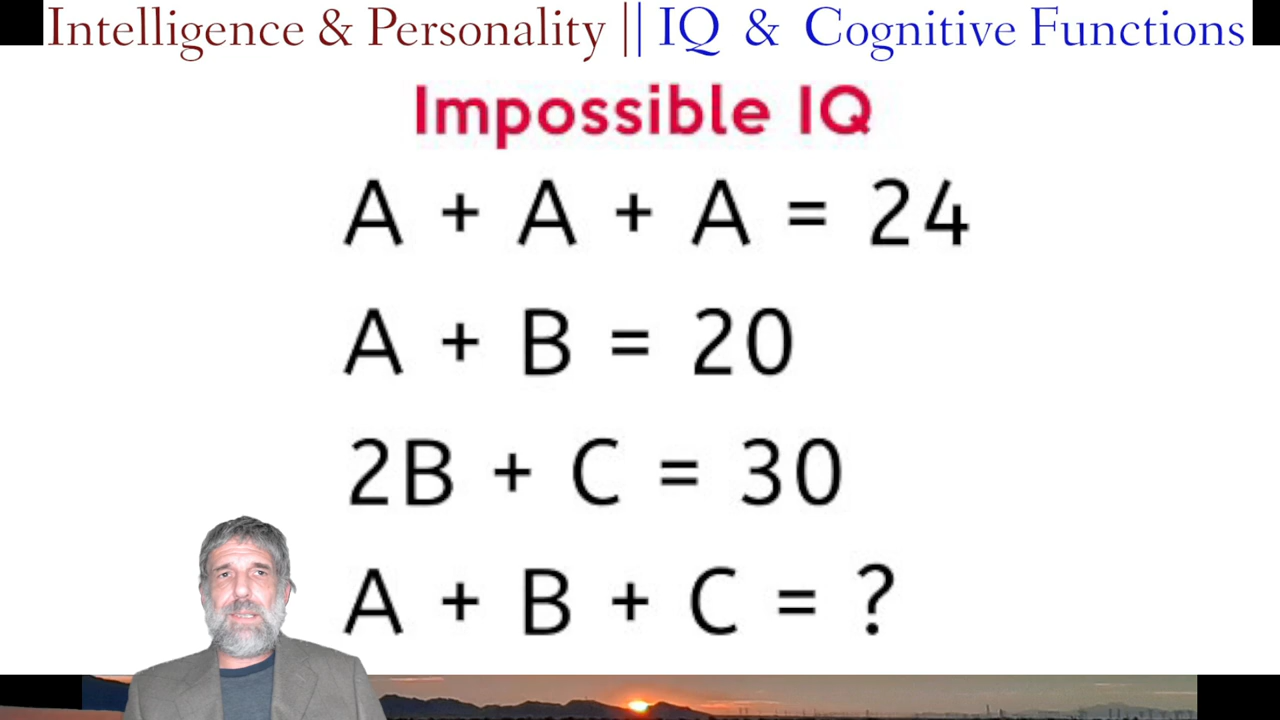 Intelligence & Personality || IQ & Cognitive Functions
Impossible IQ
A + A + A = 24
A + B = 20
2B + C = 30
A + B + C = ?